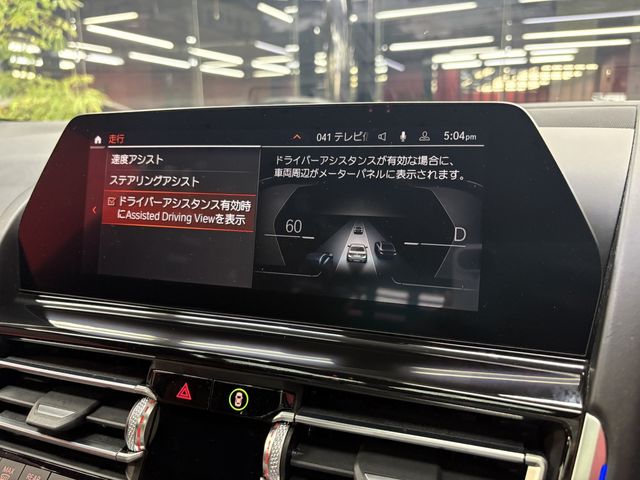 走行
041 テレビ
5:04pm
速度アシスト
ステアリングアシスト
ドライバーアシスタンス有効時
にAssisted Driving Viewを表示
ドライバーアシスタンスが有効な場合に、
車両周辺がメーターパネルに表示されます。
60
D
MAX
REAR